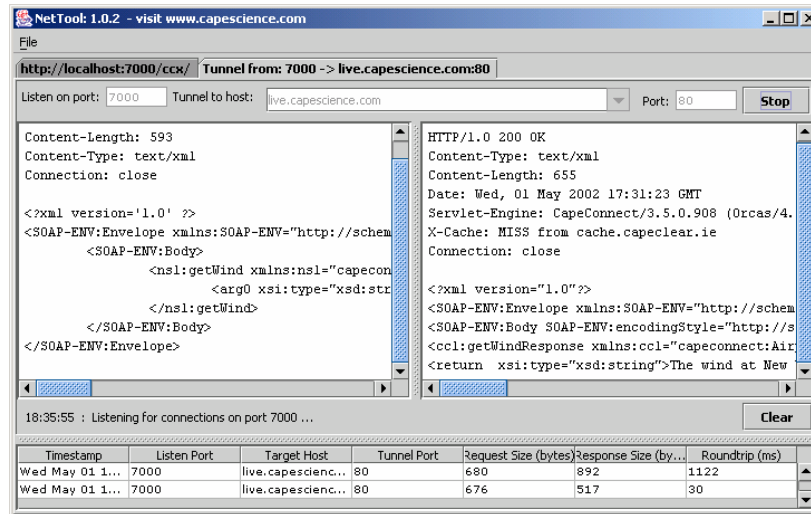 NetTool: 1.0.2 - visit www.capescience.com
File
http://localhost:7000/ccx/ Tunnel from: 7000 -> live.capescience.com:80
Listen on port: 7000 Tunnel to host: live.capescience.com Port: 80 Stop
Content-Length: 593
Content-Type: text/xml
Connection: close
<?xml version='1.0' ?>
<SOAP-ENV:Envelope xmlns:SOAP-ENV="http://schem
<SOAP-ENV:Body>
<ns1:getWind xmlns:ns1="capecon
<arg0 xsi:type="xsd:str
</ns1:getWind>
</SOAP-ENV:Body>
</SOAP-ENV:Envelope>
HTTP/1.0 200 OK
Content-Type: text/xml
Content-Length: 655
Date: Wed, 01 May 2002 17:31:23 GMT
Servlet-Engine: CapeConnect/3.5.0.908 (Orcas/4.
X-Cache: MISS from cache.capeclear.ie
Connection: close
<?xml version="1.0"?>
<SOAP-ENV:Envelope xmlns:SOAP-ENV="http://schem
<SOAP-ENV:Body SOAP-ENV:encodingStyle="http://s
<cc1:getWindResponse xmlns:cc1="capeconnect:Air
<return xsi:type="xsd:string">The wind at New
18:35:55 : Listening for connections on port 7000 ... Clear
Timestamp Listen Port Target Host Tunnel Port Request Size (bytes) Response Size (by... Roundtrip (ms)
Wed May 01 1... 7000 live.capescienc... 80 680 892 1122
Wed May 01 1... 7000 live.capescienc... 80 676 517 30